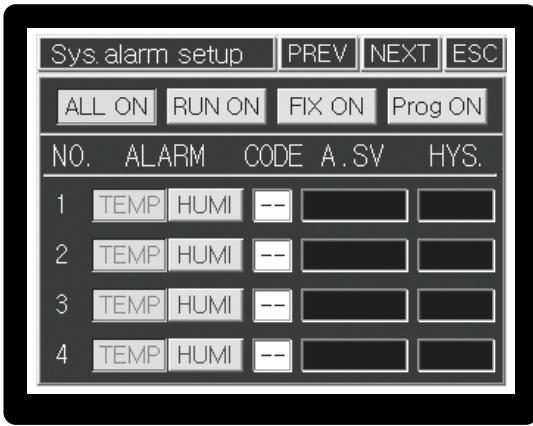 Sys. alarm setup PREV NEXT ESC
ALL ON RUN ON FIX ON Prog ON
NO. ALARM CODE A.SV HYS.
1 TEMP HUMI --
2 TEMP HUMI --
3 TEMP HUMI --
4 TEMP HUMI --